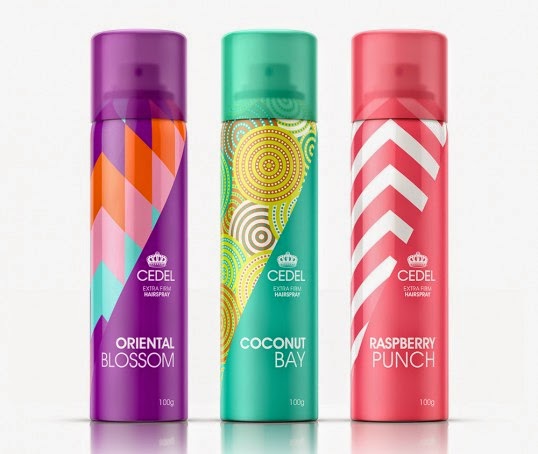 CEDEL
EXTRA FIRM
HAIRSPRAY
ORIENTAL
BLOSSOM
100g
CEDEL
EXTRA FIRM
HAIRSPRAY
COCONUT
BAY
100g
CEDEL
EXTRA FIRM
HAIRSPRAY
RASPBERRY
PUNCH
100g